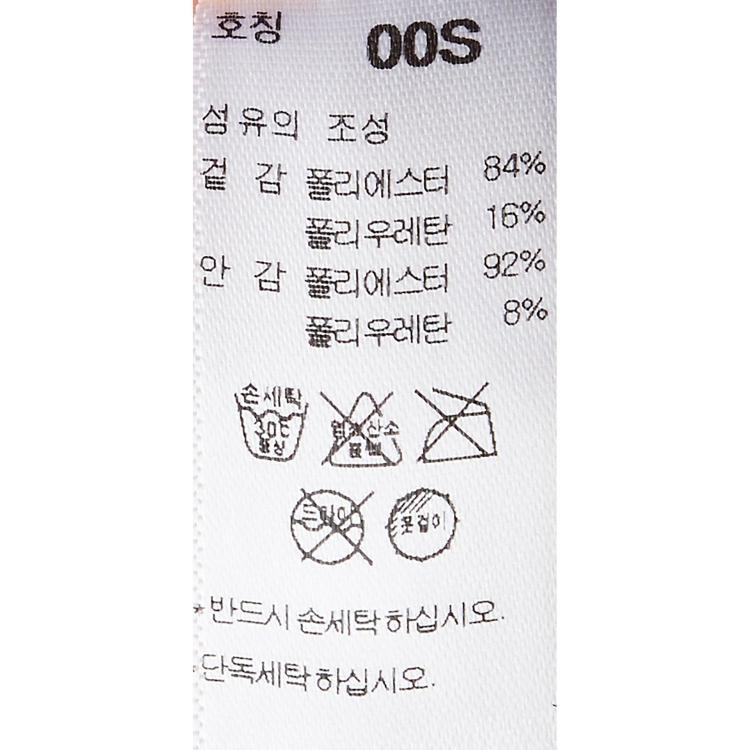 호칭 00S
섬유의 조성
겉 감 폴리에스터 84%
폴리우레탄 16%
안 감 폴리에스터 92%
폴리우레탄 8%
손세탁
30℃
중성
염소 산소
표백
드라이
옷걸이
* 반드시 손세탁 하십시오.
단독세탁 하십시오.